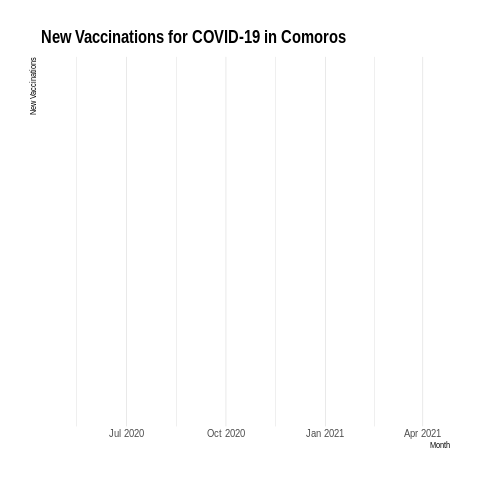 New Vaccinations for COVID-19 in Comoros
New Vaccinations
Jul 2020
Oct 2020
Jan 2021
Apr 2021
Month